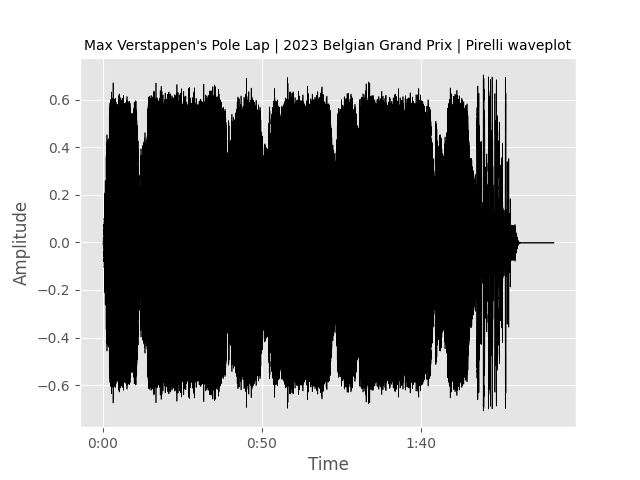 Max Verstappen's Pole Lap | 2023 Belgian Grand Prix | Pirelli waveplot
0.6
0.4
0.2
0.0
−0.2
−0.4
−0.6
Amplitude
0:00 0:50 1:40
Time